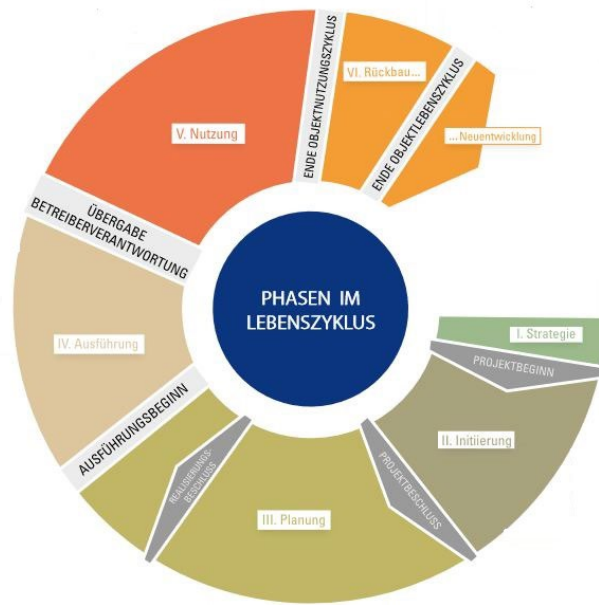 PHASEN IM
LEBENSZYKLUS
I. Strategie
PROJEKTBEGINN
II. Initiierung
PROJEKTBESCHLUSS
III. Planung
REALISIERUNGS-
BESCHLUSS
AUSFÜHRUNGSBEGINN
IV. Ausführung
ÜBERGABE
BETREIBERVERANTWORTUNG
V. Nutzung
ENDE OBJEKTNUTZUNGSZYKLUS
VI. Rückbau...
ENDE OBJEKTLEBENSZYKLUS
... Neuentwicklung